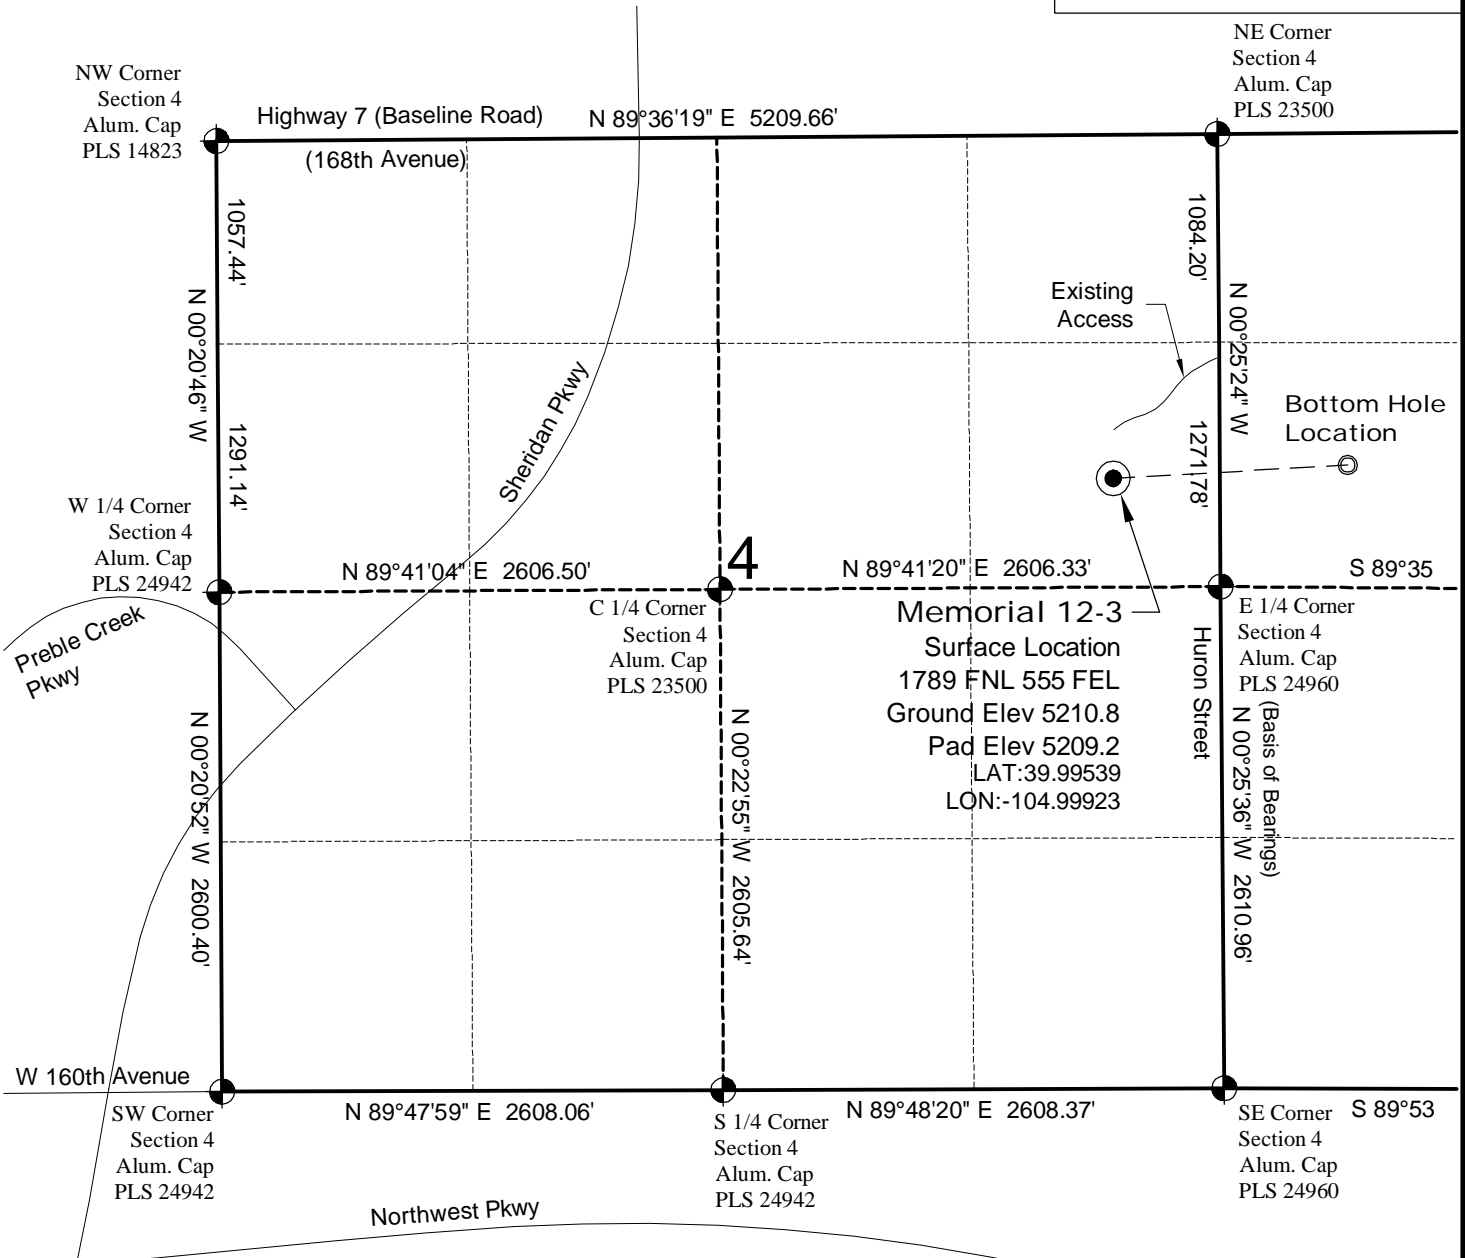 NE Corner
Section 4
Alum. Cap
PLS 23500
NW Corner
Section 4
Alum. Cap
PLS 14823
Highway 7 (Baseline Road)
N 89°36'19" E 5209.66'
(168th Avenue)
1057.44'
N 00°20'46" W
1291.14'
1084.20'
N 00°25'24" W
1271.78'
Existing
Access
Sheridan Pkwy
Bottom Hole
Location
W 1/4 Corner
Section 4
Alum. Cap
PLS 24942
N 89°41'04" E 2606.50'
4
N 89°41'20" E 2606.33'
S 89°35
C 1/4 Corner
Section 4
Alum. Cap
PLS 23500
Memorial 12-3
Surface Location
1789 FNL 555 FEL
Ground Elev 5210.8
Pad Elev 5209.2
LAT:39.99539
LON:-104.99923
E 1/4 Corner
Section 4
Alum. Cap
PLS 24960
Huron Street
Preble Creek
Pkwy
N 00°20'52" W 2600.40'
N 00°22'55" W 2605.64'
N 00°25'36" W 2610.96'
(Basis of Bearings)
W 160th Avenue
SW Corner
Section 4
Alum. Cap
PLS 24942
N 89°47'59" E 2608.06'
S 1/4 Corner
Section 4
Alum. Cap
PLS 24942
N 89°48'20" E 2608.37'
SE Corner
Section 4
Alum. Cap
PLS 24960
S 89°53
Northwest Pkwy